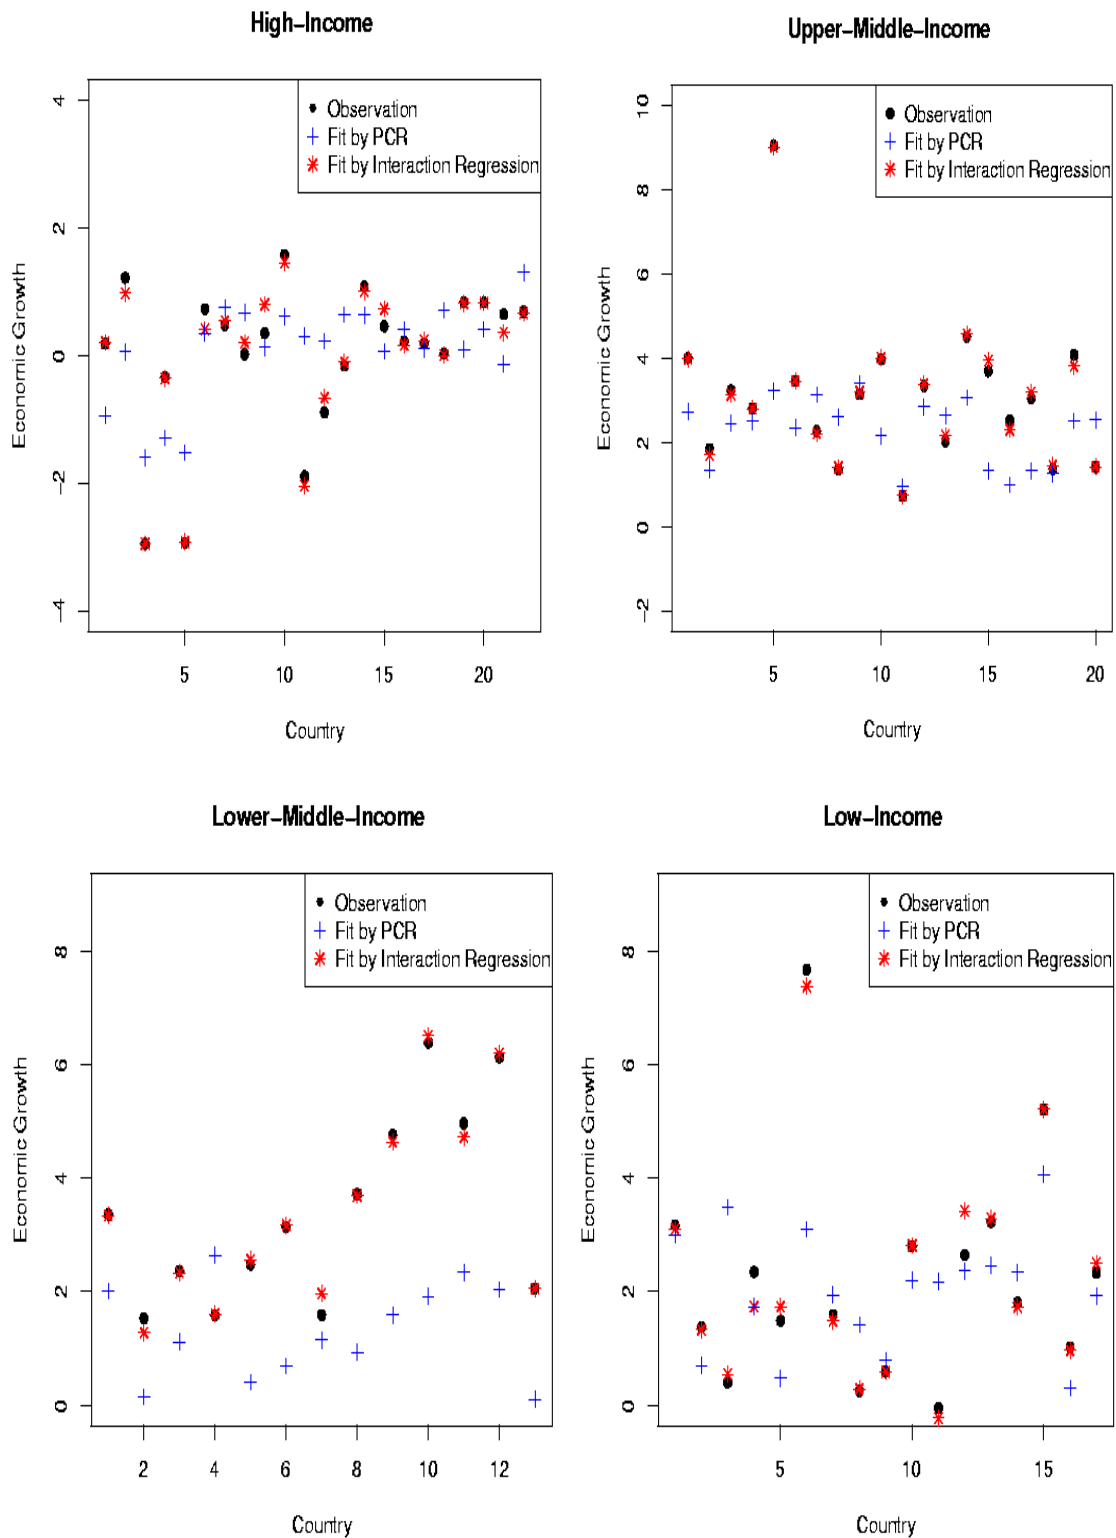 High-Income
4
2
0
-2
-4
Economic Growth
Observation
Fit by PCR
Fit by Interaction Regression
5
10
15
20
Country
Upper-Middle-Income
10
8
6
4
2
0
-2
Economic Growth
Observation
Fit by PCR
Fit by Interaction Regression
5
10
15
20
Country
Lower-Middle-Income
8
6
4
2
0
Economic Growth
Observation
Fit by PCR
Fit by Interaction Regression
2
4
6
8
10
12
Country
Low-Income
8
6
4
2
0
Economic Growth
Observation
Fit by PCR
Fit by Interaction Regression
5
10
15
Country